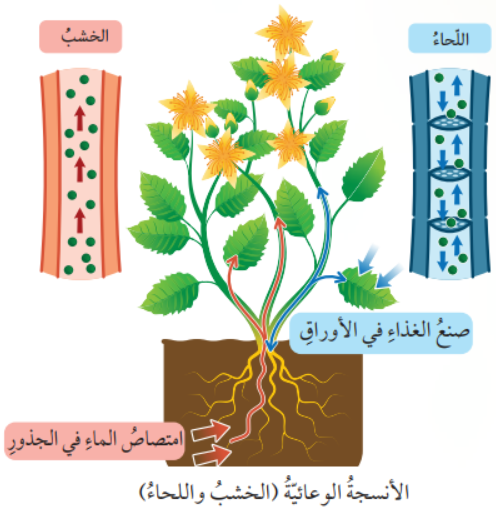 اللّحاءُ
الخشبُ
صنعُ الغذاءِ في الأوراقِ
امتصاصُ الماءِ في الجذورِ
الأنسجةُ الوعائيّةُ (الخشبُ واللحاءُ)